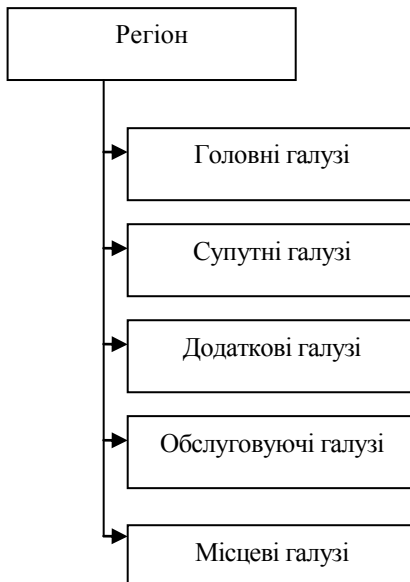 Регіон
Головні галузі
Супутні галузі
Додаткові галузі
Обслуговуючі галузі
Місцеві галузі